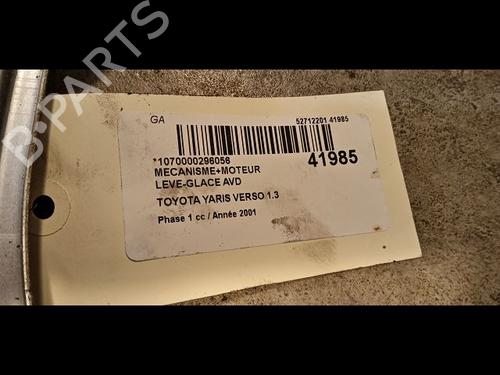 B-PARTS
GA
52712201 41985
*1070000296056
41985
MECANISME+MOTEUR
LEVE-GLACE AVD
TOYOTA YARIS VERSO 1.3
Phase 1 cc / Année 2001